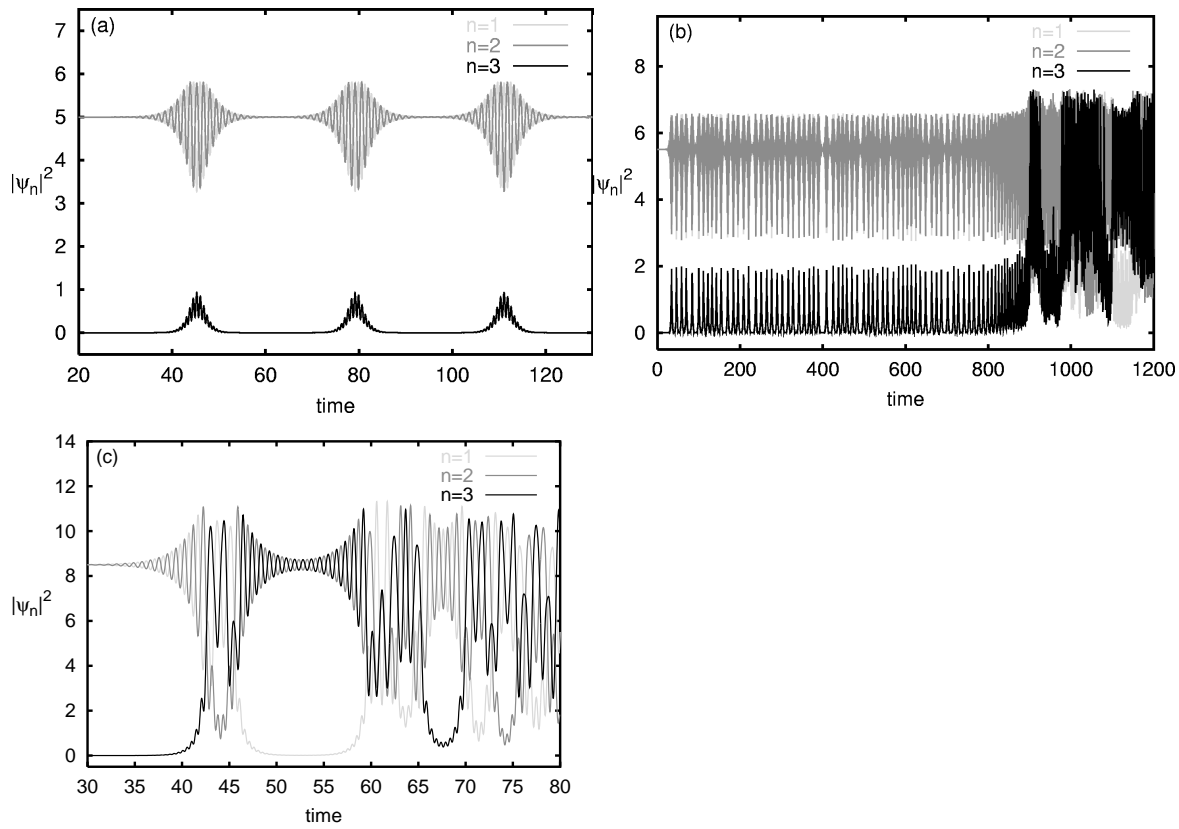 (a)
n=1
n=2
n=3
7
6
5
4
3
2
1
0
|ψn|²
20 40 60 80 100 120
time
(b)
n=1
n=2
n=3
8
6
4
2
0
|ψn|²
0 200 400 600 800 1000 1200
time
(c)
n=1
n=2
n=3
14
12
10
8
6
4
2
0
|ψn|²
30 35 40 45 50 55 60 65 70 75 80
time